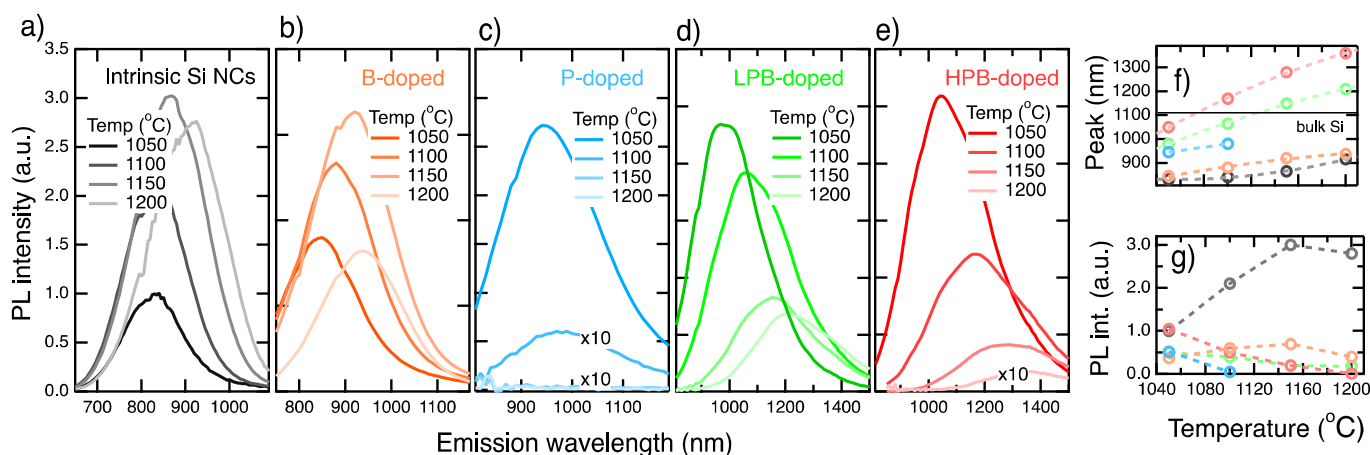 a)
b)
c)
d)
e)
f)
g)
PL intensity (a.u.)
3.5
3.0
2.5
2.0
1.5
1.0
0.5
0.0
Intrinsic Si NCs
Temp (°C)
1050
1100
1150
1200
700 800 900 1000
B-doped
Temp (°C)
1050
1100
1150
1200
800 900 1000 1100
P-doped
Temp (°C)
1050
1100
1150
1200
x10
x10
900 1000 1100
LPB-doped
Temp (°C)
1050
1100
1150
1200
1000 1200 1400
HPB-doped
Temp (°C)
1050
1100
1150
1200
x10
1000 1200 1400
Emission wavelength (nm)
Peak (nm)
1300
1200
1100
1000
900
bulk Si
PL int. (a.u.)
3.0
2.0
1.0
0.0
1040 1080 1120 1160 1200
Temperature (°C)